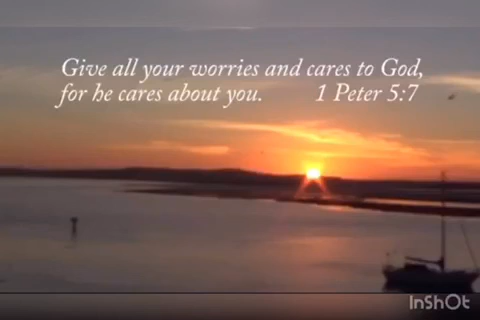 Give all your worries and cares to God,
for he cares about you. 1 Peter 5:7
InShOt